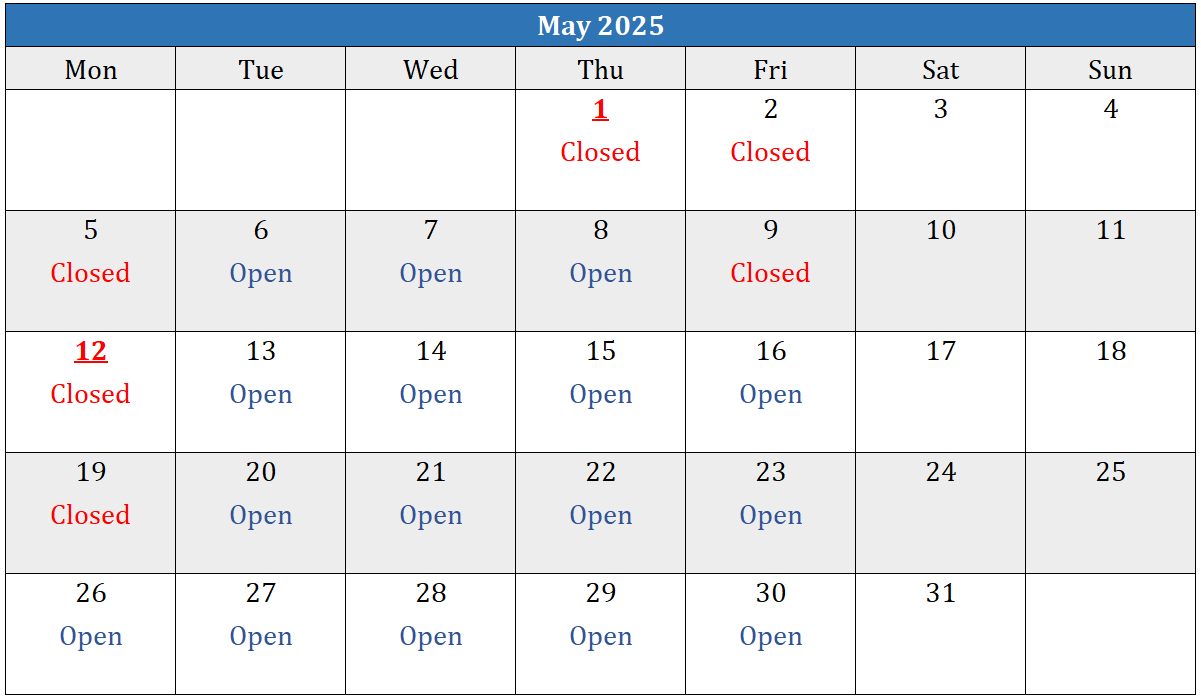 May 2025
Mon Tue Wed Thu Fri Sat Sun
1 2 3 4
Closed Closed
5 6 7 8 9 10 11
Closed Open Open Open Closed
12 13 14 15 16 17 18
Closed Open Open Open Open
19 20 21 22 23 24 25
Closed Open Open Open Open
26 27 28 29 30 31
Open Open Open Open Open